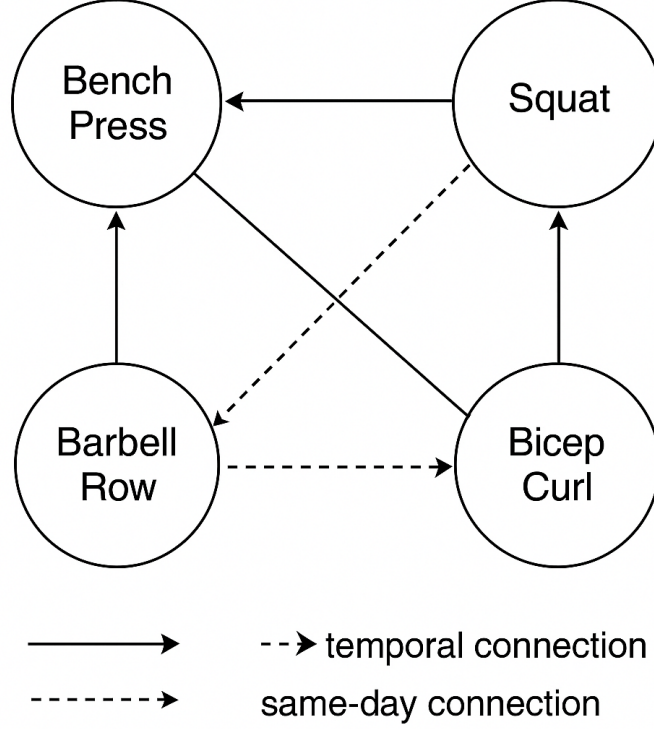 Bench
Press
Squat
Barbell
Row
Bicep
Curl
temporal connection
same-day connection